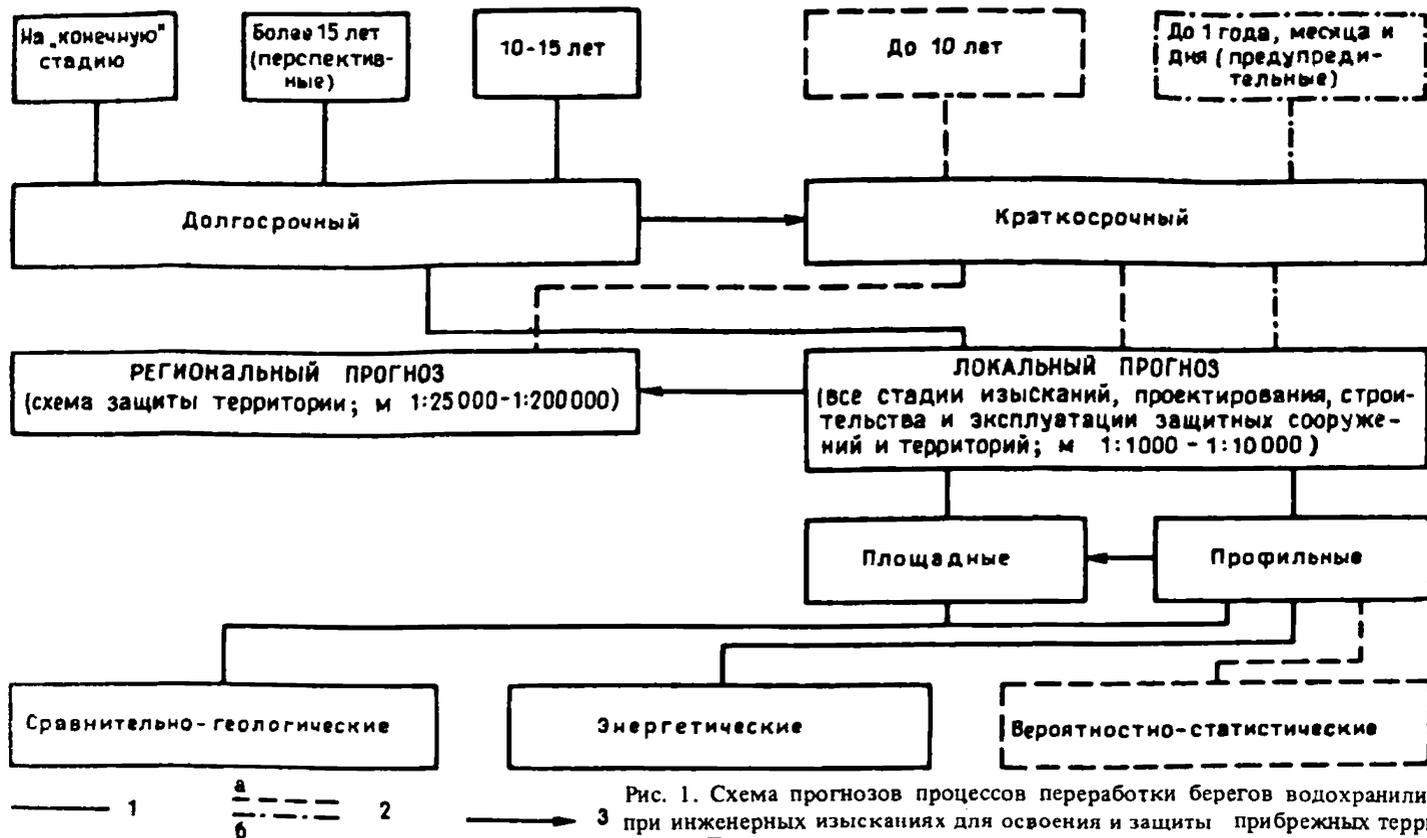 На „конечную"
стадию
Более 15 лет
(перспектив-
ные)
10-15 лет
До 10 лет
До 1 года, месяца и
дня (предупреди-
тельные)
Долгосрочный
Краткосрочный
РЕГИОНАЛЬНЫЙ ПРОГНОЗ
(схема защиты территории; м 1:25000-1:200000)
ЛОКАЛЬНЫЙ ПРОГНОЗ
(все стадии изысканий, проектирования, строи-
тельства и эксплуатации защитных сооруже-
ний и территорий; м 1:1000 - 1:10000)
Площадные
Профильные
Сравнительно-геологические
Энергетические
Вероятностно-статистические
1
а
б
2
3
Рис. 1. Схема прогнозов процессов переработки берегов водохранили
при инженерных изысканиях для освоения и защиты прибрежных терр